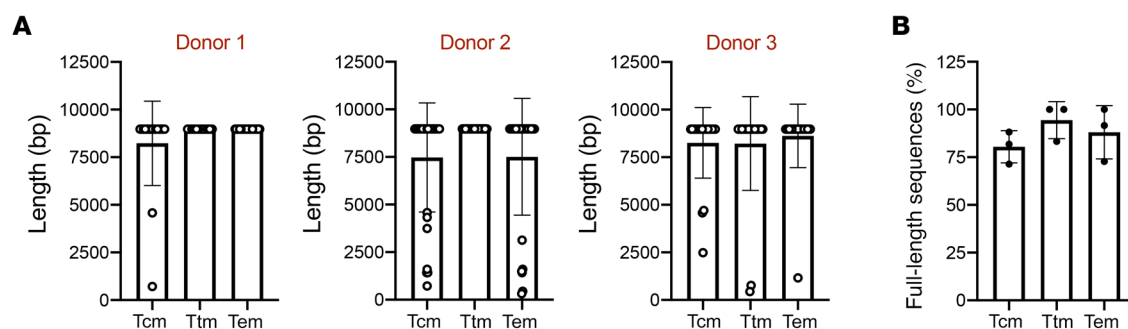 A
B
Donor 1
Donor 2
Donor 3
Length (bp)
12500
10000
7500
5000
2500
0
Tcm Ttm Tem
Length (bp)
12500
10000
7500
5000
2500
0
Tcm Ttm Tem
Length (bp)
12500
10000
7500
5000
2500
0
Tcm Ttm Tem
Full-length sequences (%)
125
100
75
50
25
0
Tcm Ttm Tem